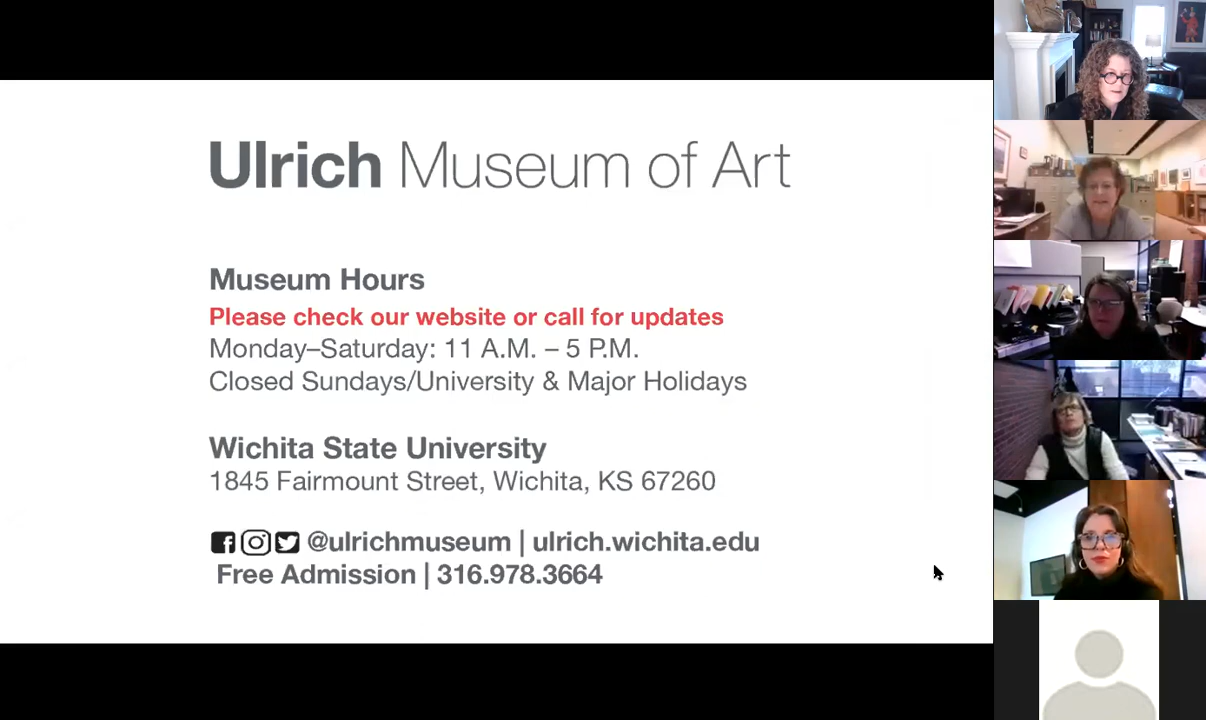 Ulrich Museum of Art
Museum Hours
Please check our website or call for updates
Monday–Saturday: 11 A.M. – 5 P.M.
Closed Sundays/University & Major Holidays
Wichita State University
1845 Fairmount Street, Wichita, KS 67260
@ulrichmuseum | ulrich.wichita.edu
Free Admission | 316.978.3664